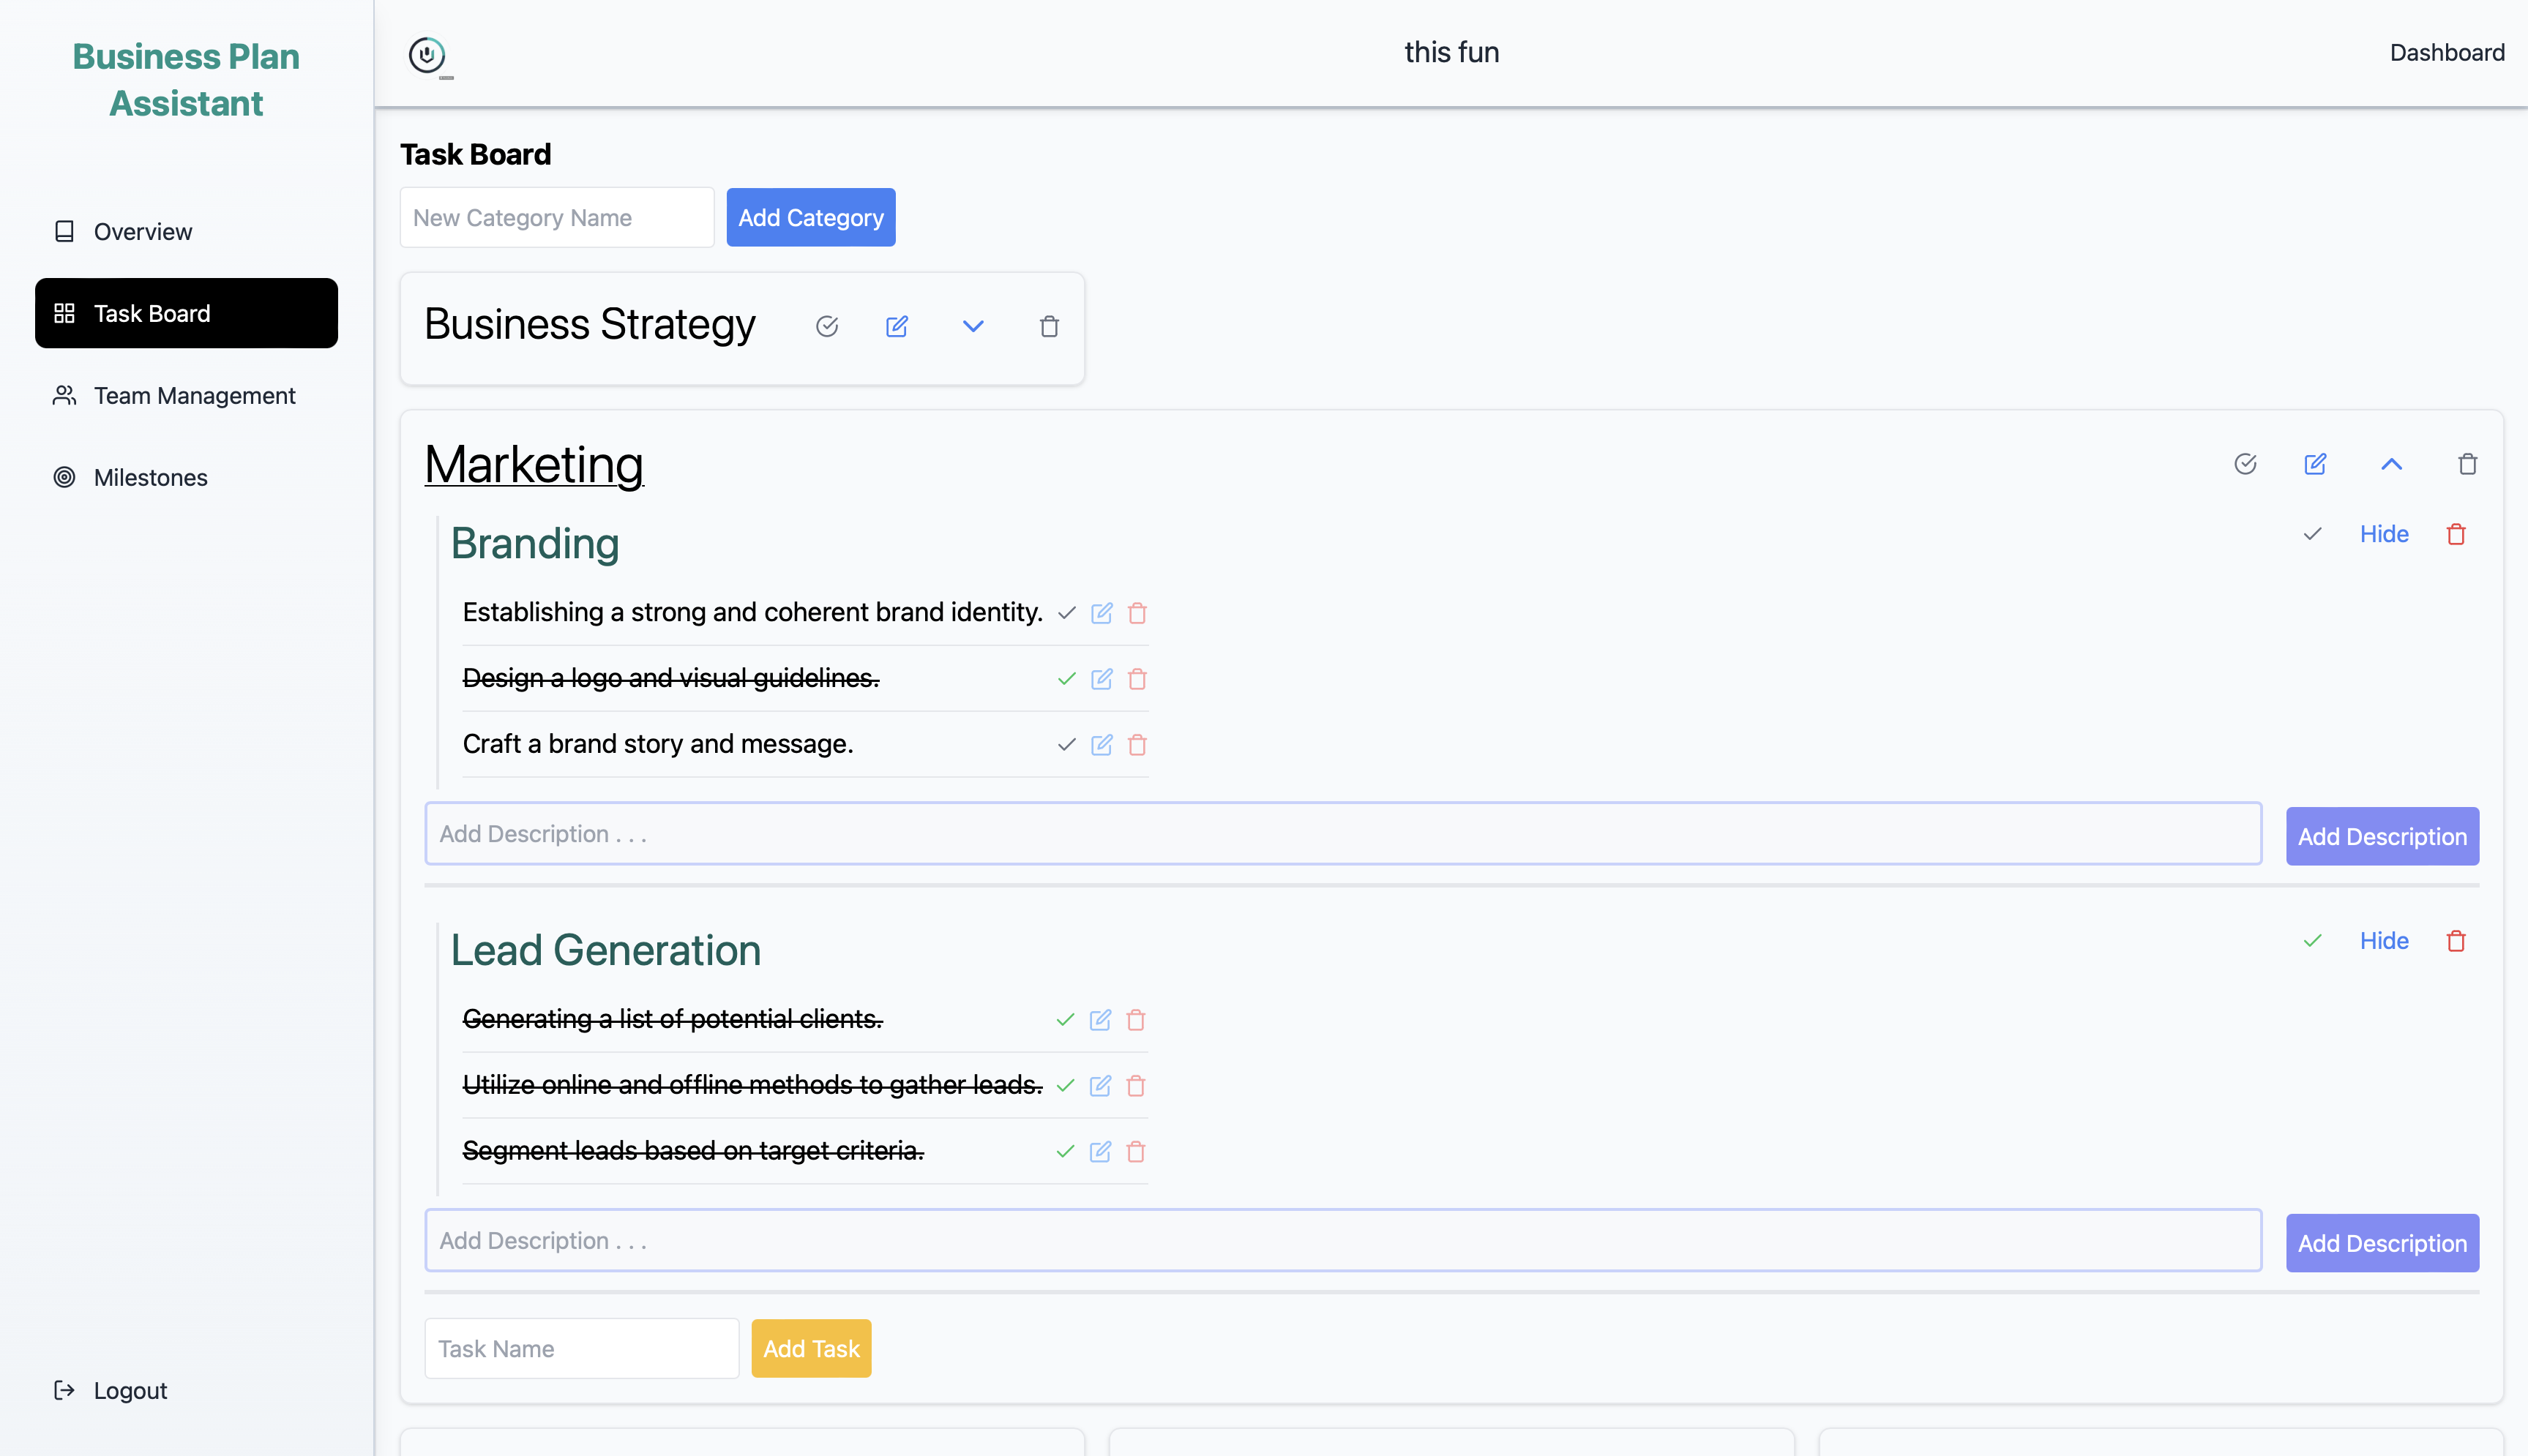 Business Plan
Assistant
Overview
Task Board
Team Management
Milestones
Logout
this fun
Dashboard
Task Board
New Category Name
Add Category
Business Strategy
Marketing
Branding
Hide
Establishing a strong and coherent brand identity.
Design a logo and visual guidelines.
Craft a brand story and message.
Add Description . . .
Add Description
Lead Generation
Hide
Generating a list of potential clients.
Utilize online and offline methods to gather leads.
Segment leads based on target criteria.
Add Description . . .
Add Description
Task Name
Add Task